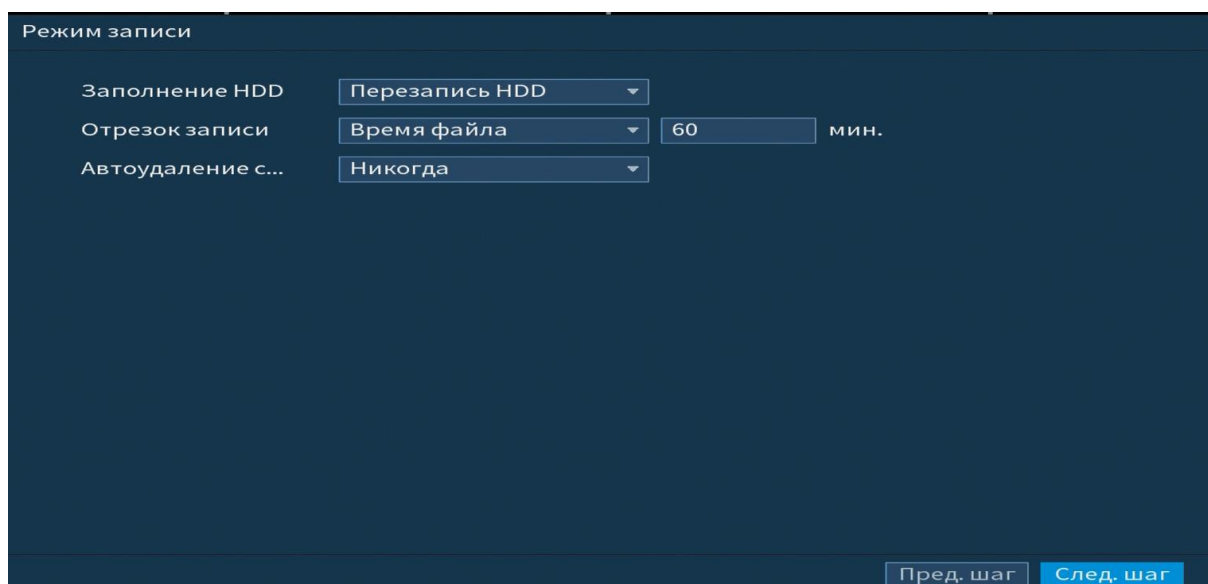 Режим записи
Заполнение HDD Перезапись HDD
Отрезок записи Время файла 60 мин.
Автоудаление с... Никогда
Пред. шаг След. шаг